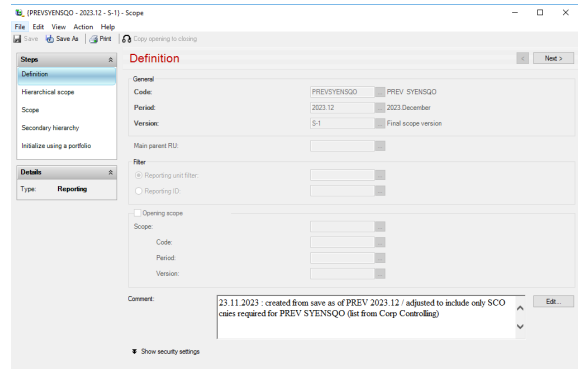 (PREVSYENSQO - 2023.12 - S-1) - Scope
File Edit View Action Help
Save Save As Print Copy opening to closing
Steps
Definition
Hierarchical scope
Scope
Secondary hierarchy
Initialize using a portfolio
Details
Type: Reporting
Definition
< Next >
General
Code: PREVSYENSQO ... PREV SYENSQO
Period: 2023.12 ... 2023.December
Version: S-1 ... Final scope version
Main parent RU: ...
Filter
Reporting unit filter: ...
Reporting ID: ...
Opening scope
Scope: ...
Code: ...
Period: ...
Version: ...
Comment:
23.11.2023 : created from save as of PREV 2023.12 / adjusted to include only SCO
cnies required for PREV SYENSQO (list from Corp Controlling)
Edit...
Show security settings